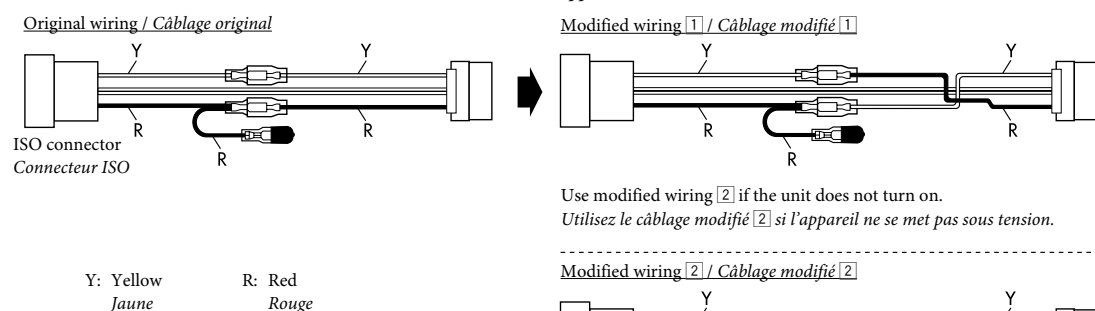 Original wiring / Câblage original
Y Y
R R
R
ISO connector
Connecteur ISO
Y: Yellow
Jaune
R: Red
Rouge
Modified wiring 1 / Câblage modifié 1
Y Y
R R
R
Use modified wiring 2 if the unit does not turn on.
Utilisez le câblage modifié 2 si l'appareil ne se met pas sous tension.
Modified wiring 2 / Câblage modifié 2
Y Y